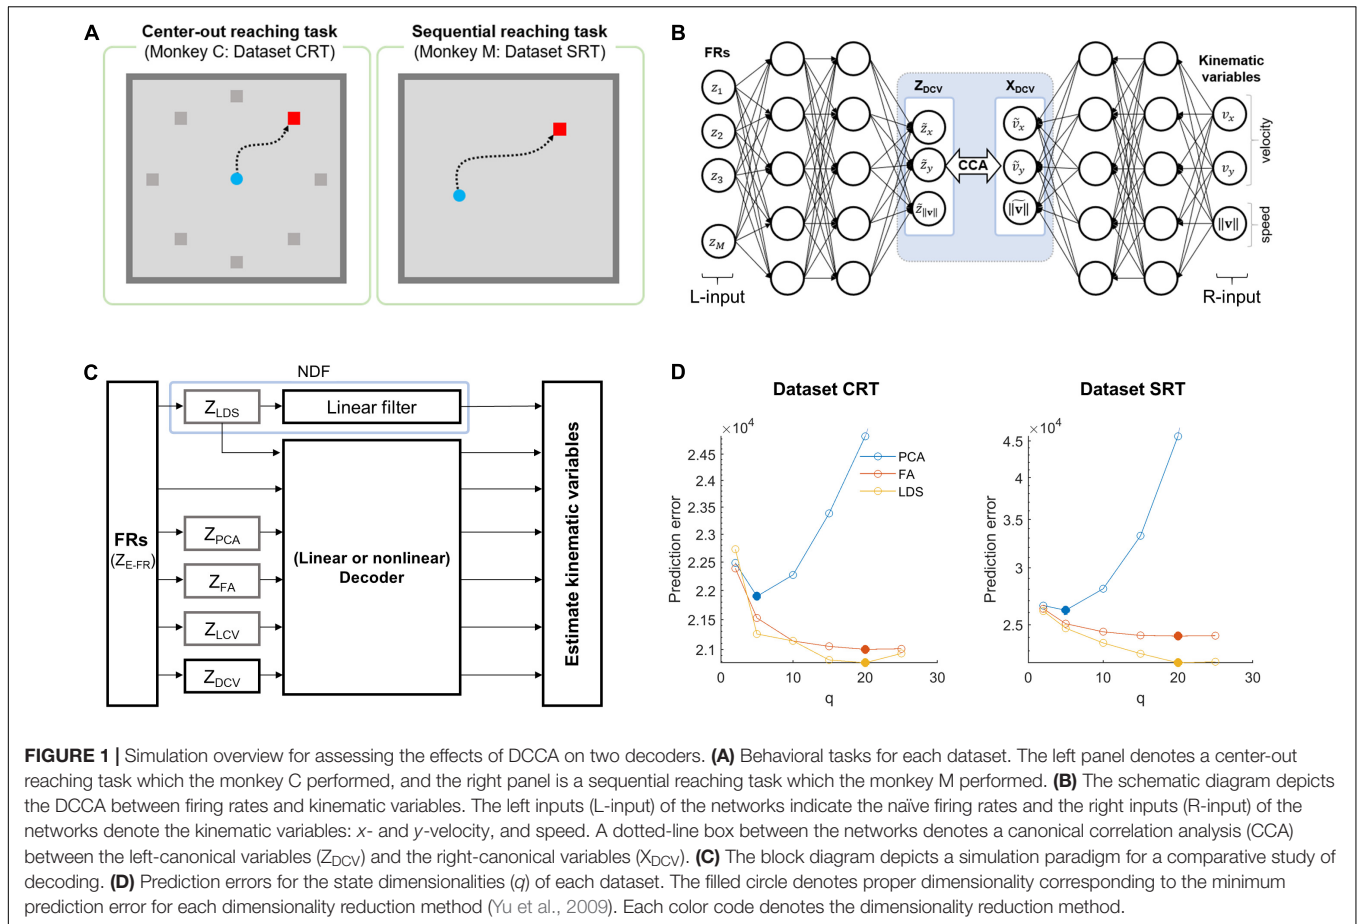 A
Center-out reaching task
(Monkey C: Dataset CRT)
Sequential reaching task
(Monkey M: Dataset SRT)
B
FRs
z1
z2
z3
zM
L-input
ZDCV
z̃x
z̃y
z̃‖v‖
CCA
XDCV
ṽx
ṽy
‖ṽ‖
Kinematic
variables
vx
vy
‖v‖
velocity
speed
R-input
C
NDF
FRs
(ZE-FR)
ZLDS
Linear filter
ZPCA
ZFA
ZLCV
ZDCV
(Linear or nonlinear)
Decoder
Estimate kinematic variables
D
Dataset CRT
×10⁴
2.45
2.4
2.35
2.3
2.25
2.2
2.15
2.1
Prediction error
0
10
20
30
q
PCA
FA
LDS
Dataset SRT
×10⁴
4.5
4
3.5
3
2.5
Prediction error
0
10
20
30
q
FIGURE 1 | Simulation overview for assessing the effects of DCCA on two decoders. (A) Behavioral tasks for each dataset. The left panel denotes a center-out
reaching task which the monkey C performed, and the right panel is a sequential reaching task which the monkey M performed. (B) The schematic diagram depicts
the DCCA between firing rates and kinematic variables. The left inputs (L-input) of the networks indicate the naïve firing rates and the right inputs (R-input) of the
networks denote the kinematic variables: x- and y-velocity, and speed. A dotted-line box between the networks denotes a canonical correlation analysis (CCA)
between the left-canonical variables (ZDCV) and the right-canonical variables (XDCV). (C) The block diagram depicts a simulation paradigm for a comparative study of
decoding. (D) Prediction errors for the state dimensionalities (q) of each dataset. The filled circle denotes proper dimensionality corresponding to the minimum
prediction error for each dimensionality reduction method (Yu et al., 2009). Each color code denotes the dimensionality reduction method.